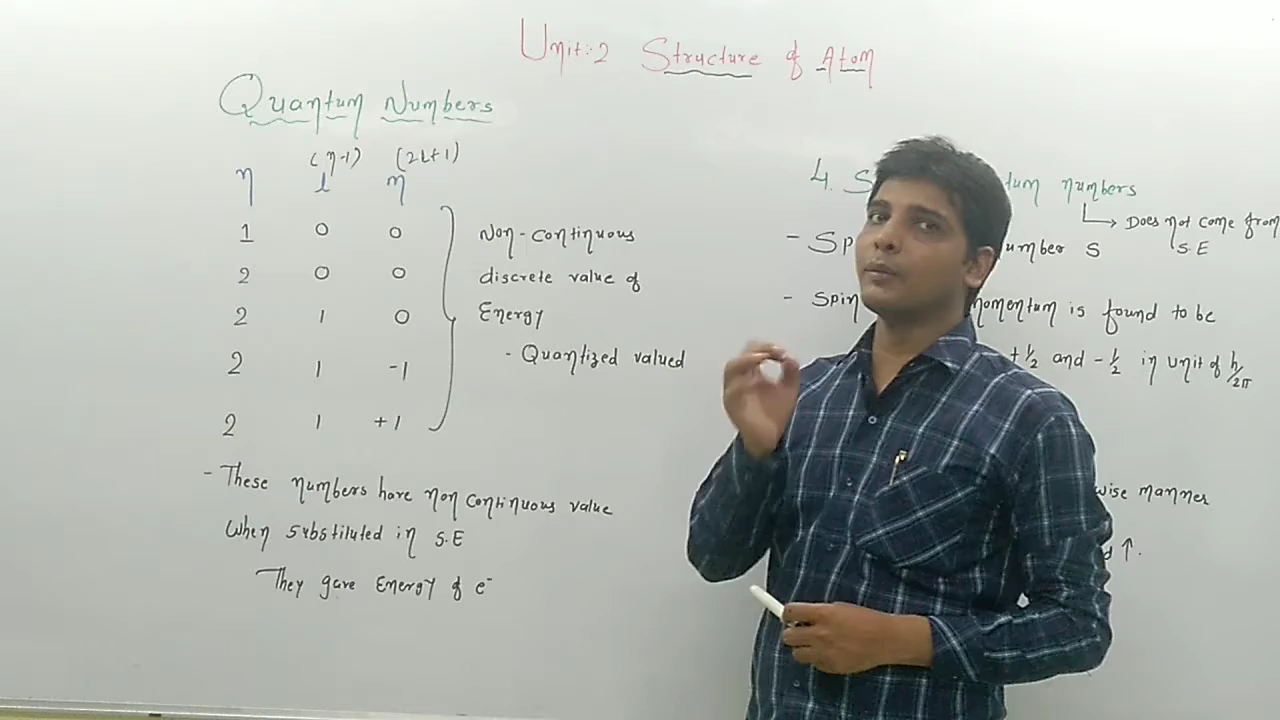 Unit:-2 Structure of Atom
Quantum Numbers
(n-1) (2l+1)
n l m
1 0 0
2 0 0
2 1 0
2 1 -1
2 1 +1
Non-continuous
discrete value of
Energy
- Quantized valued
- These numbers have non continuous value
When substituted in S.E
They gave Energy of e⁻
4. S numbers
→ Does not come from
S.E
- Sp S
- Spin momentum is found to be
+½ and -½ in unit of h/2π
wise manner
↑.